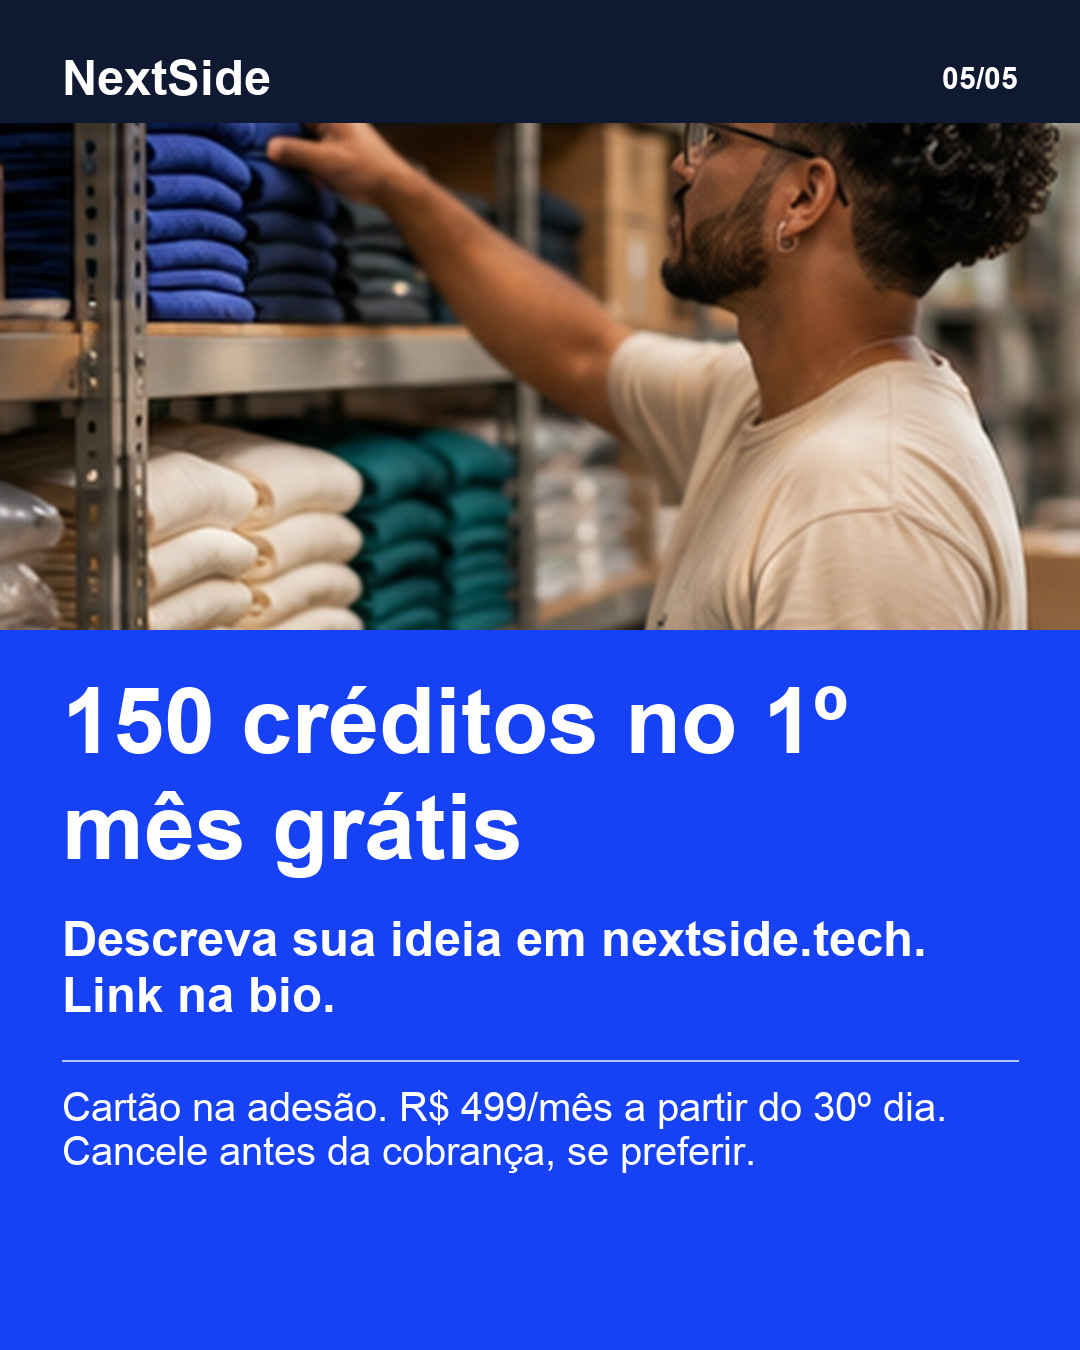 NextSide
05/05
150 créditos no 1º
mês grátis
Descreva sua ideia em nextside.tech.
Link na bio.
Cartão na adesão. R$ 499/mês a partir do 30º dia.
Cancele antes da cobrança, se preferir.